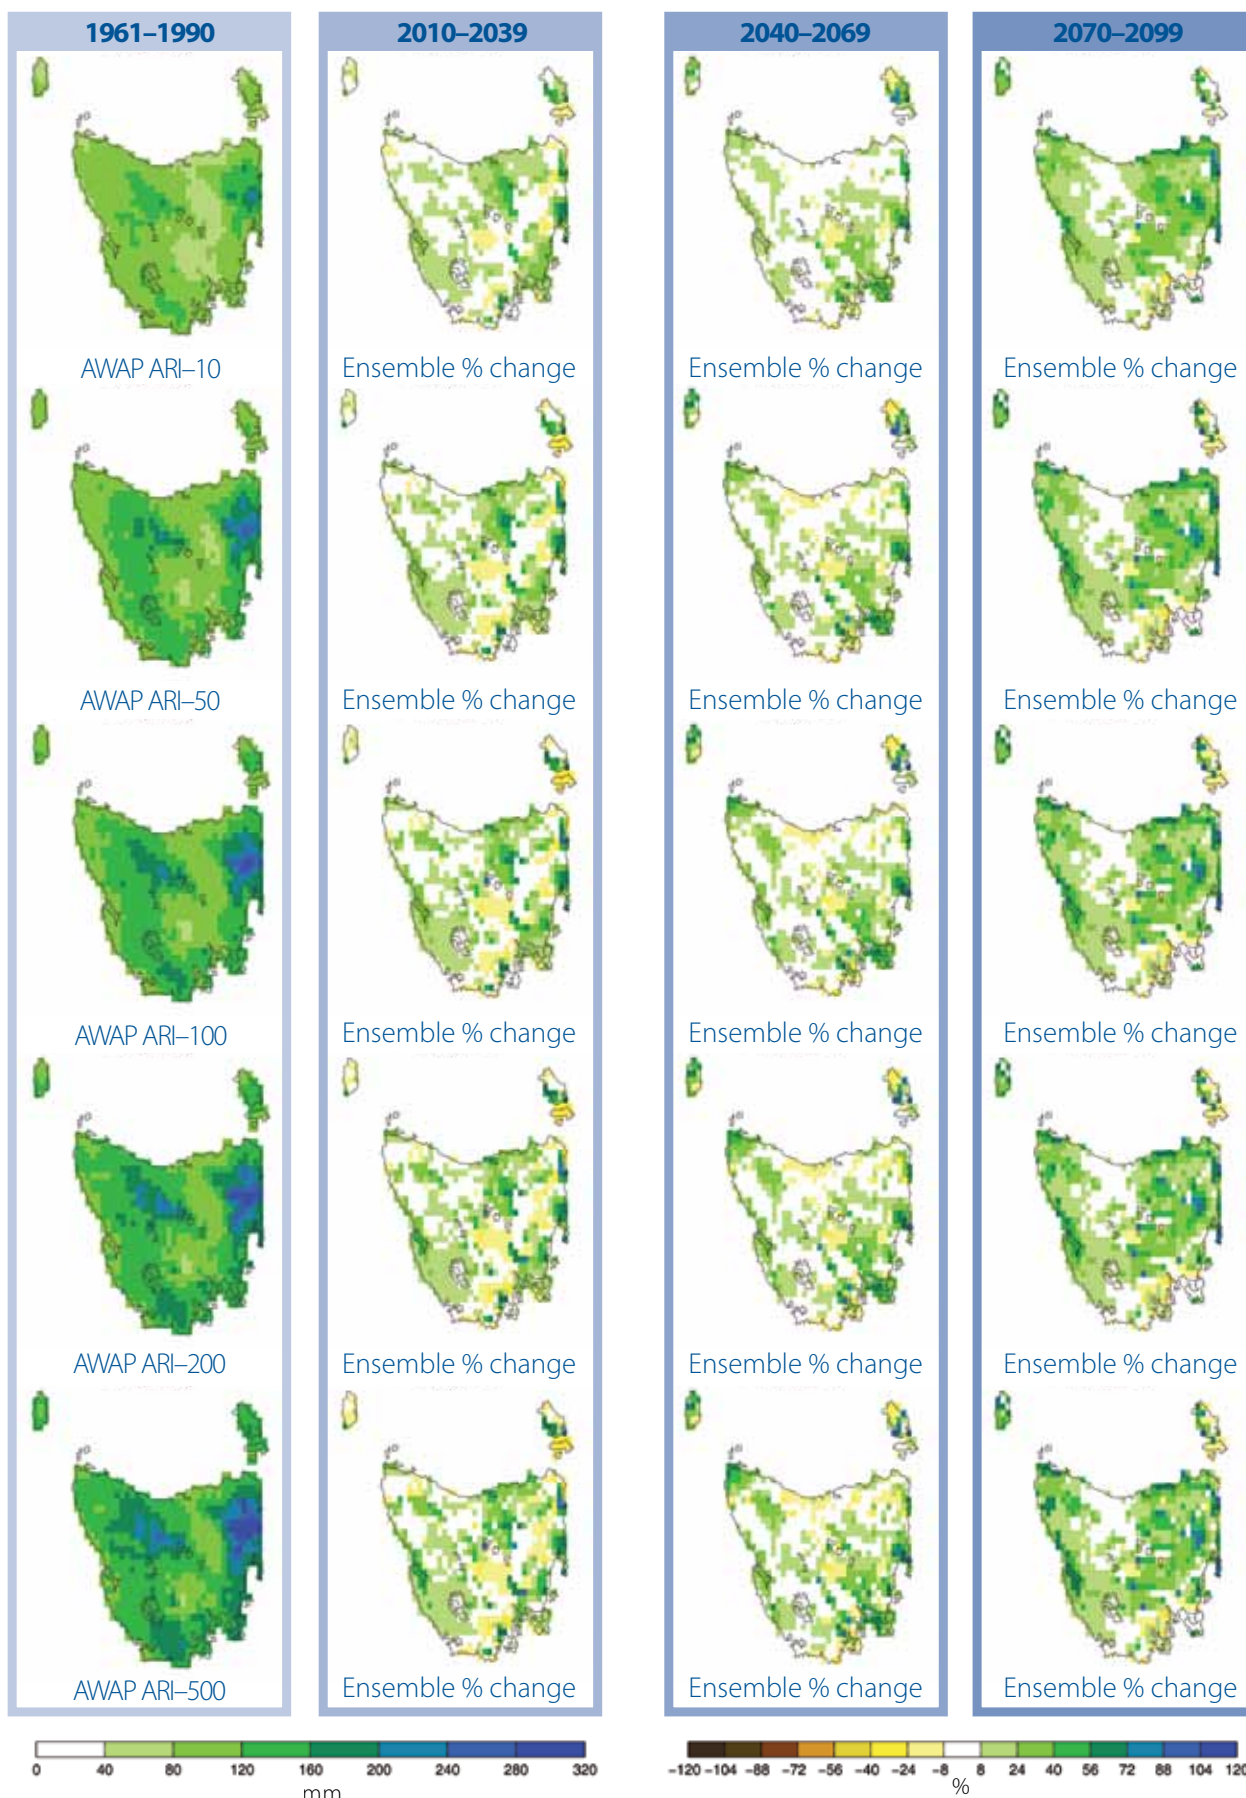 1961–1990 2010–2039 2040–2069 2070–2099
AWAP ARI–10 Ensemble % change Ensemble % change Ensemble % change
AWAP ARI–50 Ensemble % change Ensemble % change Ensemble % change
AWAP ARI–100 Ensemble % change Ensemble % change Ensemble % change
AWAP ARI–200 Ensemble % change Ensemble % change Ensemble % change
AWAP ARI–500 Ensemble % change Ensemble % change Ensemble % change
0 40 80 120 160 200 240 280 320
mm
-120 -104 -88 -72 -56 -40 -24 -8 8 24 40 56 72 88 104 120
%